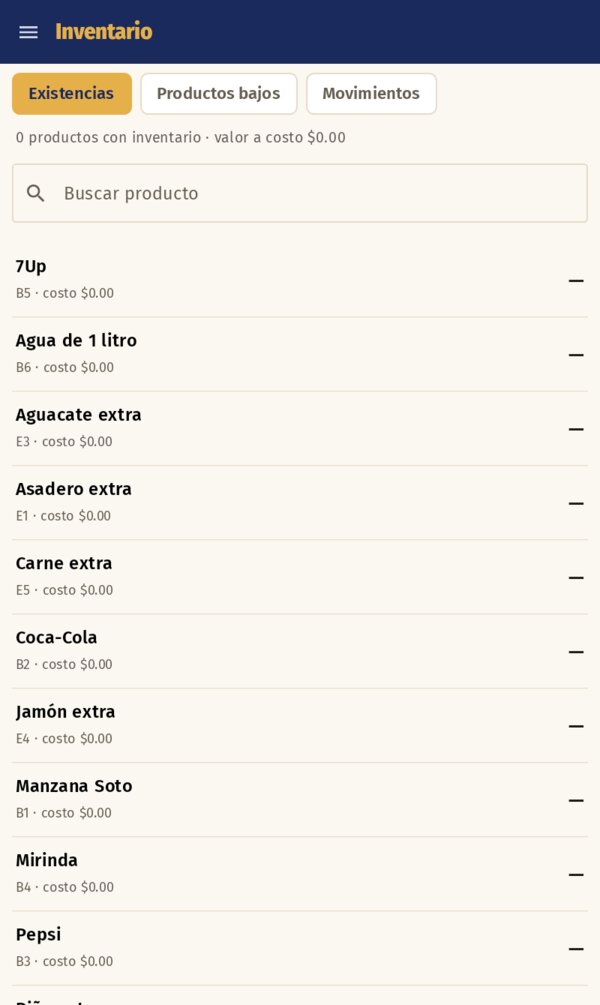 Inventario
Existencias Productos bajos Movimientos
0 productos con inventario · valor a costo $0.00
Buscar producto
7Up
B5 · costo $0.00
—
Agua de 1 litro
B6 · costo $0.00
—
Aguacate extra
E3 · costo $0.00
—
Asadero extra
E1 · costo $0.00
—
Carne extra
E5 · costo $0.00
—
Coca-Cola
B2 · costo $0.00
—
Jamón extra
E4 · costo $0.00
—
Manzana Soto
B1 · costo $0.00
—
Mirinda
B4 · costo $0.00
—
Pepsi
B3 · costo $0.00
—